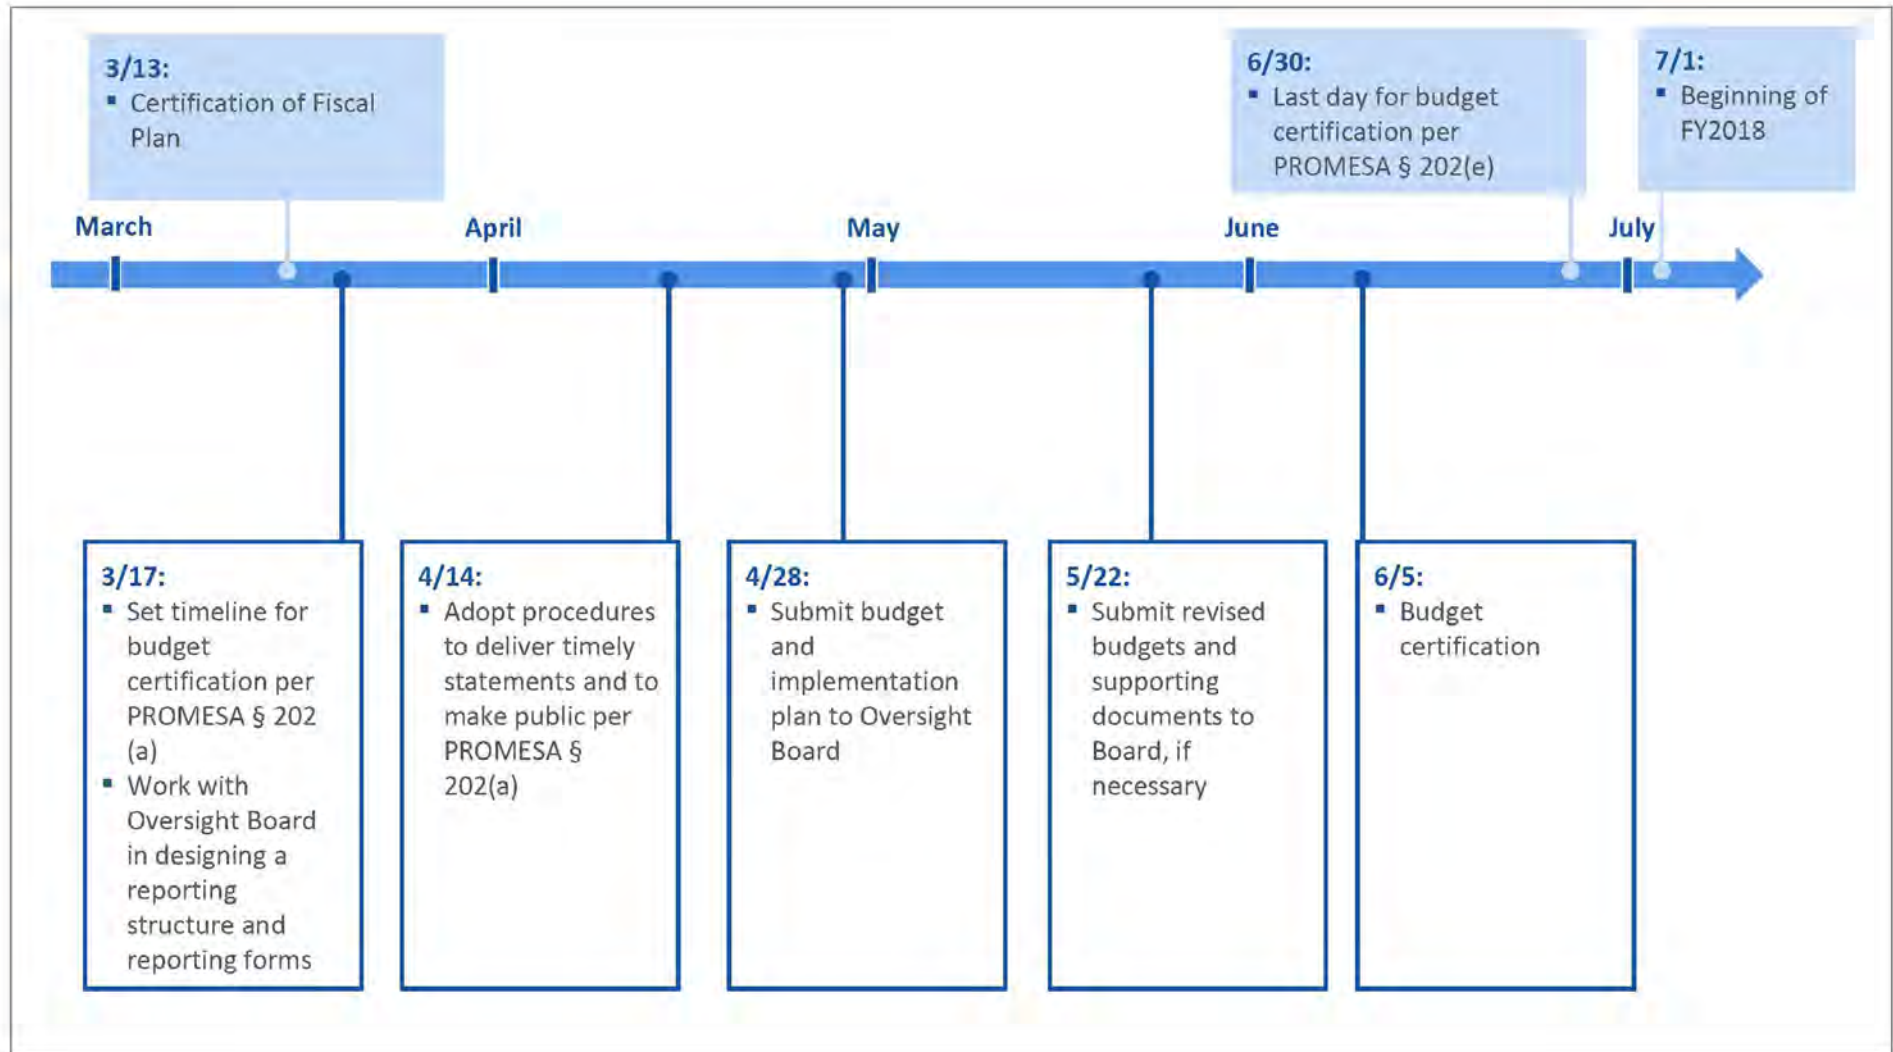 3/13:
▪ Certification of Fiscal
Plan
6/30:
▪ Last day for budget
certification per
PROMESA § 202(e)
7/1:
▪ Beginning of
FY2018
March
April
May
June
July
3/17:
▪ Set timeline for
budget
certification per
PROMESA § 202
(a)
▪ Work with
Oversight Board
in designing a
reporting
structure and
reporting forms
4/14:
▪ Adopt procedures
to deliver timely
statements and to
make public per
PROMESA §
202(a)
4/28:
▪ Submit budget
and
implementation
plan to Oversight
Board
5/22:
▪ Submit revised
budgets and
supporting
documents to
Board, if
necessary
6/5:
▪ Budget
certification